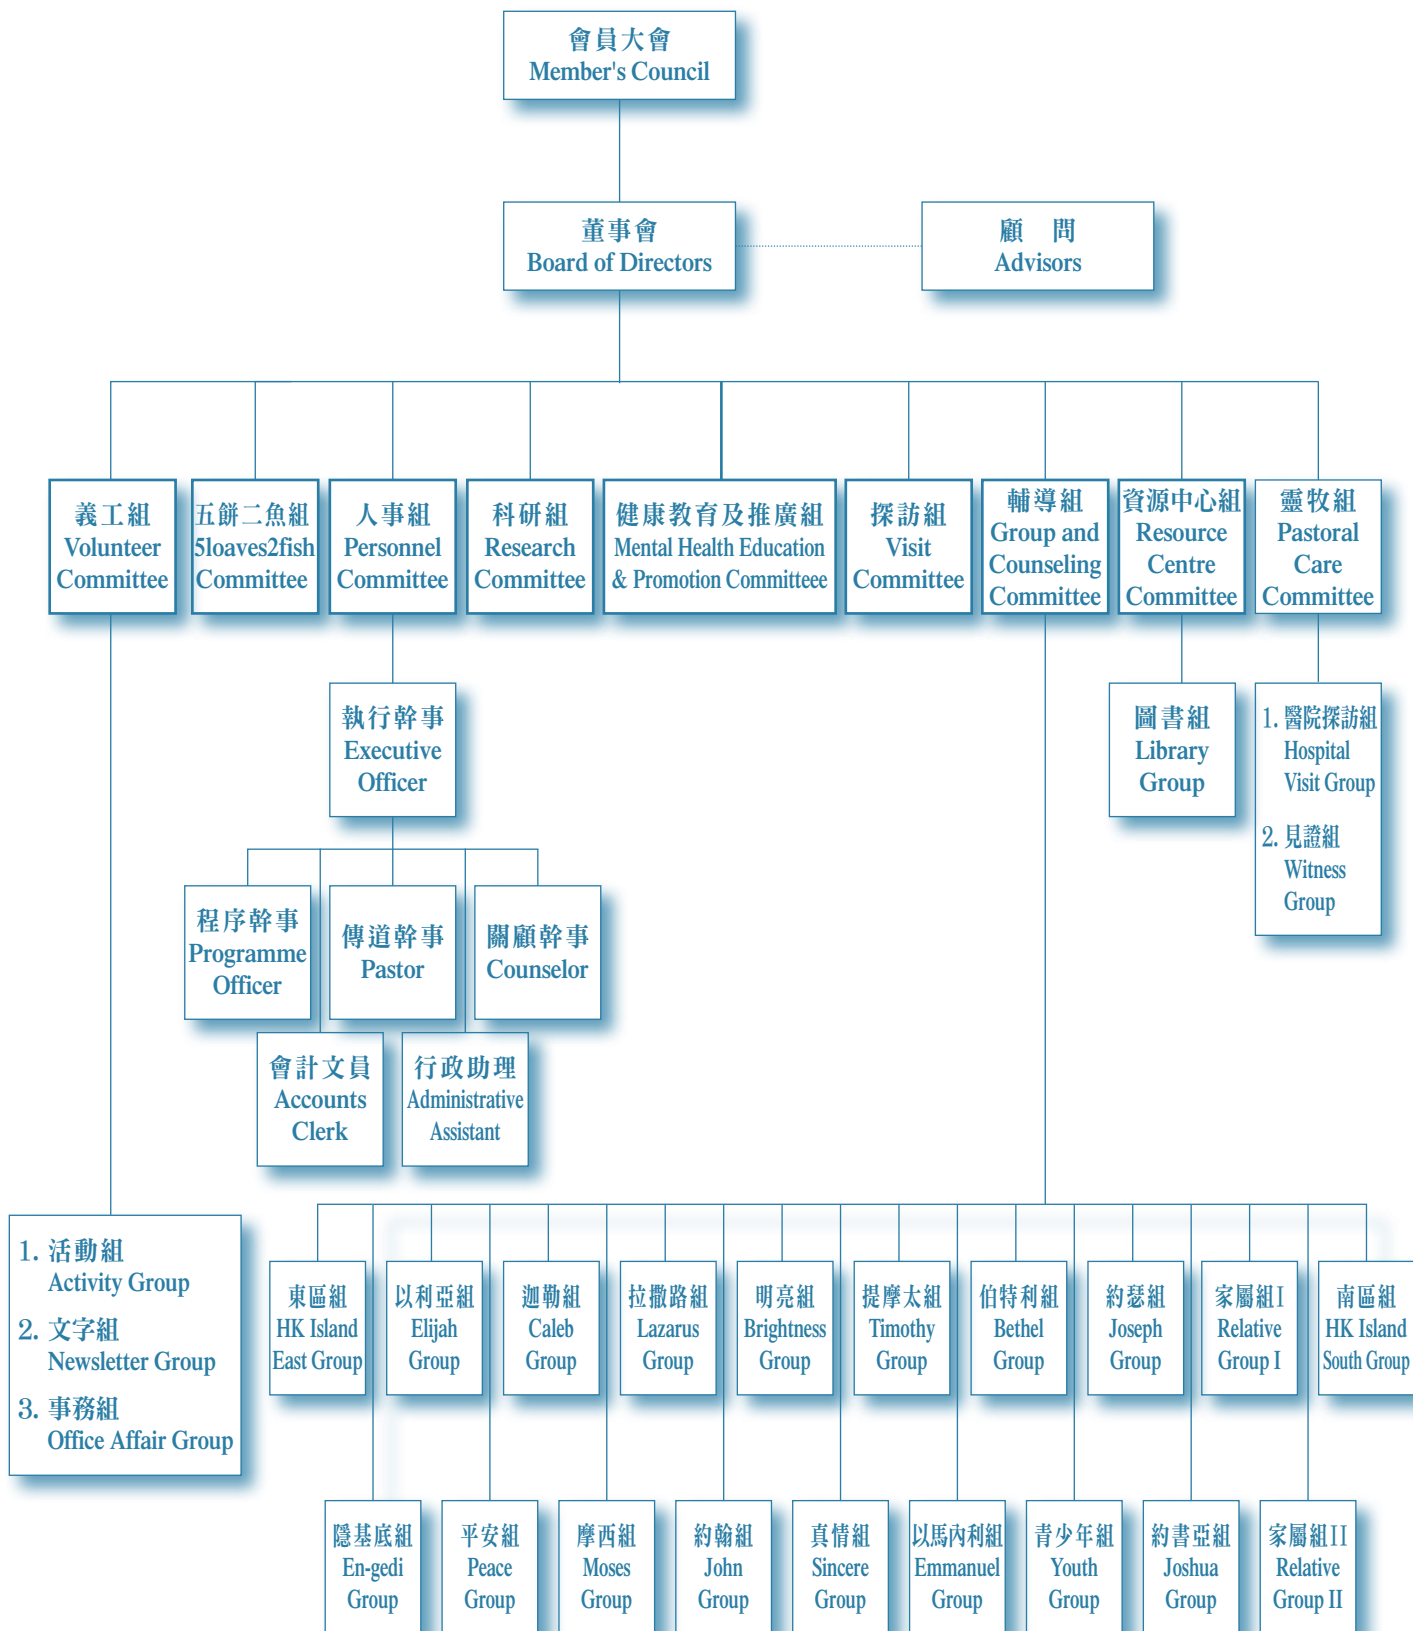 會員大會
Member's Council
董事會
Board of Directors
顧 問
Advisors
義工組
Volunteer
Committee
五餅二魚組
5loaves2fish
Committee
人事組
Personnel
Committee
科研組
Research
Committee
健康教育及推廣組
Mental Health Education
& Promotion Committeee
探訪組
Visit
Committee
輔導組
Group and
Counseling
Committee
資源中心組
Resource
Centre
Committee
靈牧組
Pastoral
Care
Committee
執行幹事
Executive
Officer
圖書組
Library
Group
1. 醫院探訪組
Hospital
Visit Group
2. 見證組
Witness
Group
程序幹事
Programme
Officer
傳道幹事
Pastor
關顧幹事
Counselor
會計文員
Accounts
Clerk
行政助理
Administrative
Assistant
1. 活動組
Activity Group
2. 文字組
Newsletter Group
3. 事務組
Office Affair Group
東區組
HK Island
East Group
以利亞組
Elijah
Group
迦勒組
Caleb
Group
拉撒路組
Lazarus
Group
明亮組
Brightness
Group
提摩太組
Timothy
Group
伯特利組
Bethel
Group
約瑟組
Joseph
Group
家屬組I
Relative
Group I
南區組
HK Island
South Group
隱基底組
En-gedi
Group
平安組
Peace
Group
摩西組
Moses
Group
約翰組
John
Group
真情組
Sincere
Group
以馬內利組
Emmanuel
Group
青少年組
Youth
Group
約書亞組
Joshua
Group
家屬組II
Relative
Group II